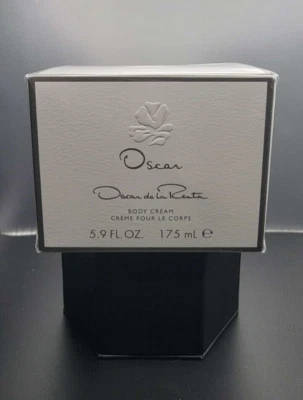 Oscar
Oscar de la Renta
BODY CREAM
CRÈME POUR LE CORPS
5.9 FL. OZ. 175 mL ℮